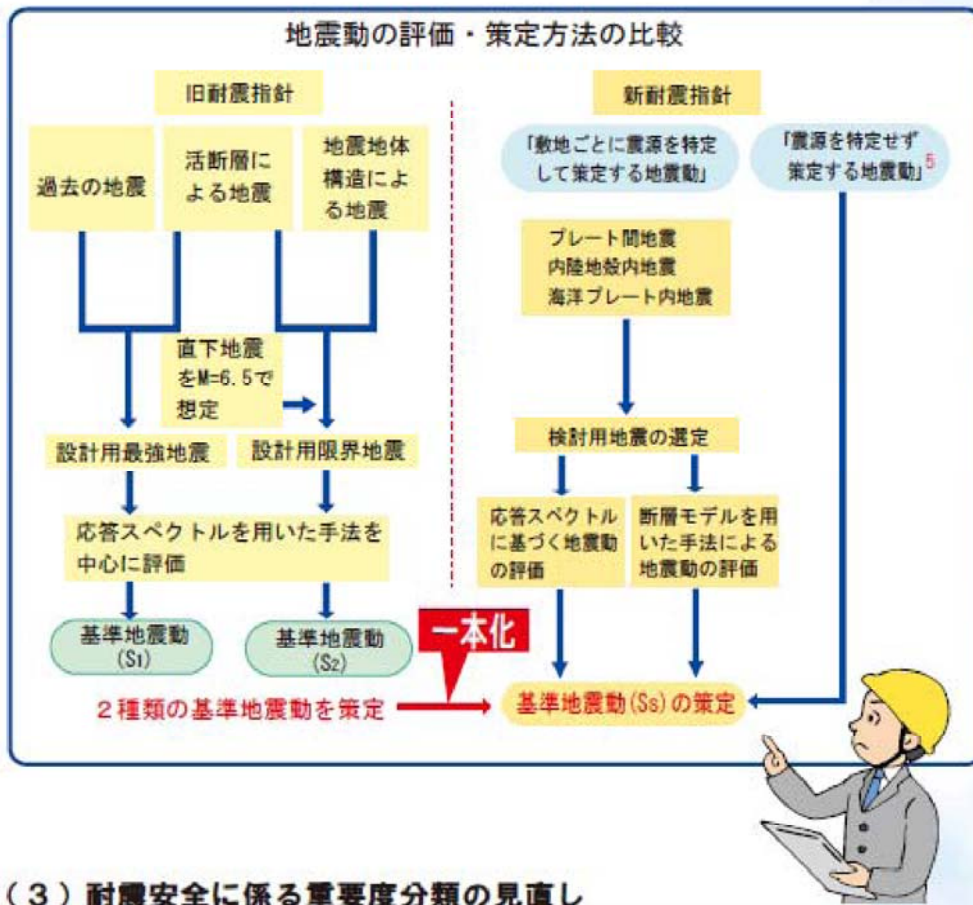 地震動の評価・策定方法の比較
旧耐震指針
過去の地震
活断層に
よる地震
地震地体
構造によ
る地震
直下地震
をM=6.5で
想定
設計用最強地震
設計用限界地震
応答スペクトルを用いた手法を
中心に評価
基準地震動
(S1)
基準地震動
(S2)
2種類の基準地震動を策定
一本化
新耐震指針
「敷地ごとに震源を特定
して策定する地震動」
「震源を特定せず
策定する地震動」5
プレート間地震
内陸地殻内地震
海洋プレート内地震
検討用地震の選定
応答スペクトル
に基づく地震動
の評価
断層モデルを用
いた手法による
地震動の評価
基準地震動(Ss)の策定
(3)耐震安全に係る重要度分類の見直し